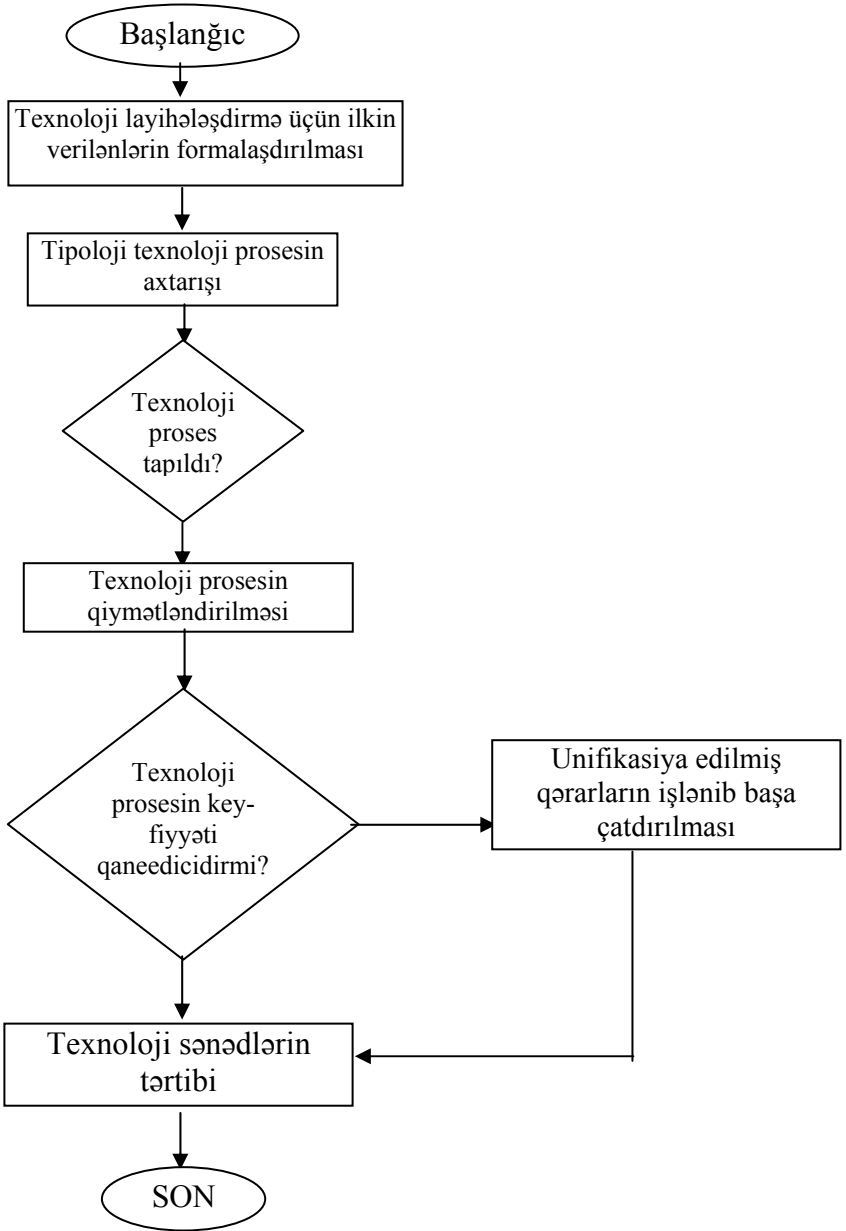 Başlanğıc
Texnoloji layihələşdirmə üçün ilkin
verilənlərin formalaşdırılması
Tipoloji texnoloji prosesin
axtarışı
Texnoloji
proses
tapıldı?
Texnoloji prosesin
qiymətləndirilməsi
Texnoloji
prosesin key-
fiyyəti
qaneedicidirmi?
Unifikasiya edilmiş
qərarların işlənib başa
çatdırılması
Texnoloji sənədlərin
tərtibi
SON